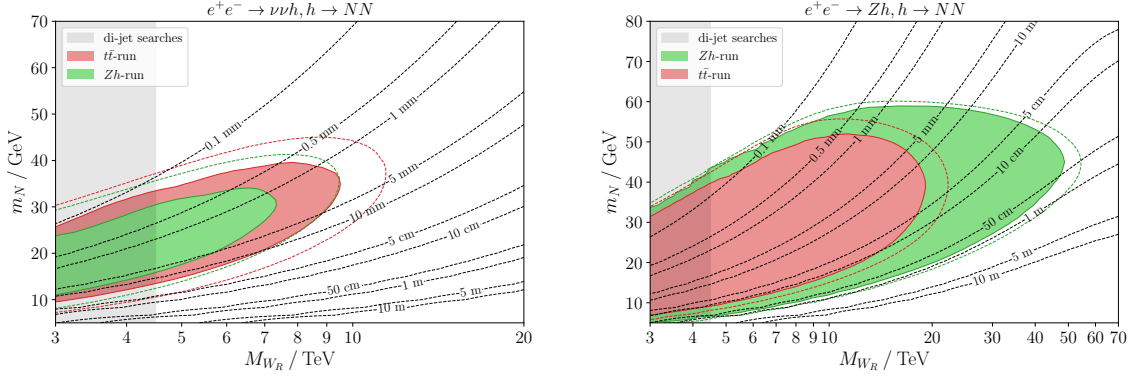 e⁺e⁻ → ννh, h → NN
di-jet searches
tt̄-run
Zh-run
0.1 mm
0.5 mm
1 mm
5 mm
10 mm
5 cm
10 cm
50 cm
1 m
5 m
10 m
70
60
50
40
30
20
10
m_N / GeV
3 4 5 6 7 8 9 10 20
M_{W_R} / TeV
e⁺e⁻ → Zh, h → NN
di-jet searches
Zh-run
tt̄-run
0.1 mm
0.5 mm
1 mm
5 mm
10 mm
5 cm
10 cm
50 cm
1 m
5 m
10 m
80
70
60
50
40
30
20
10
m_N / GeV
3 4 5 6 7 8 9 10 20 30 40 50 60 70
M_{W_R} / TeV